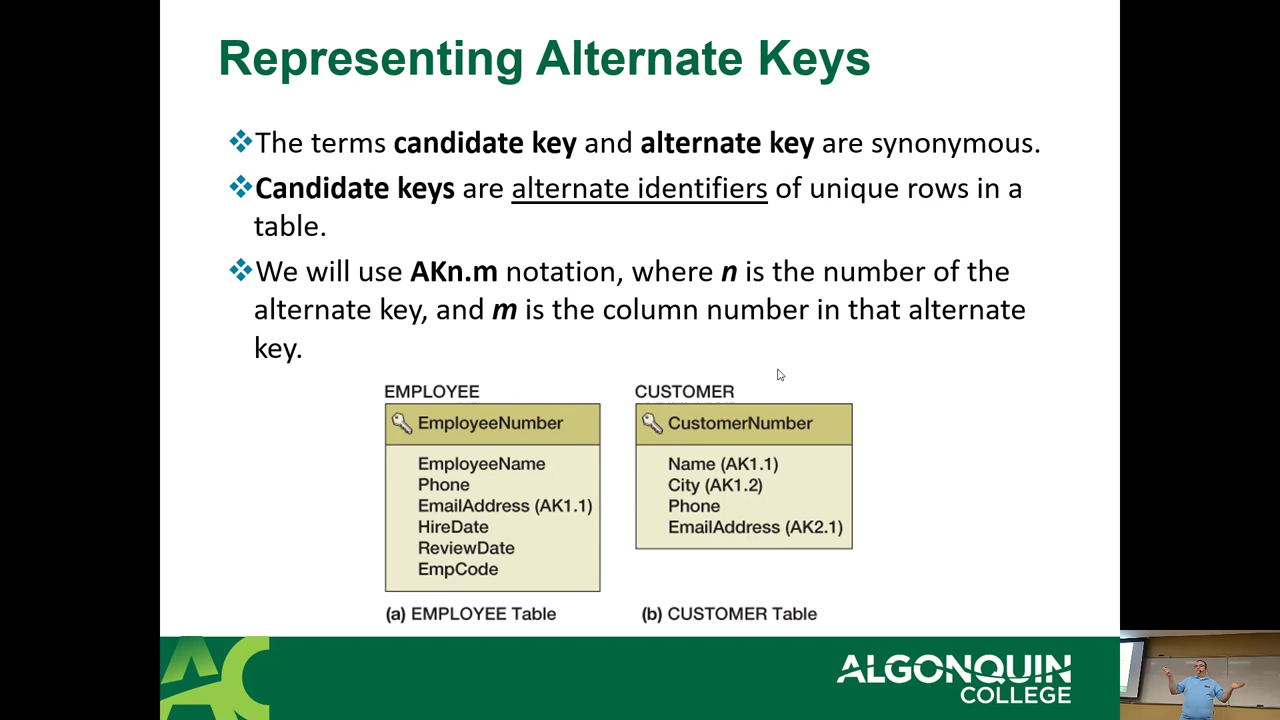 Representing Alternate Keys
The terms candidate key and alternate key are synonymous.
Candidate keys are alternate identifiers of unique rows in a
table.
We will use AKn.m notation, where n is the number of the
alternate key, and m is the column number in that alternate
key.
EMPLOYEE
EmployeeNumber
EmployeeName
Phone
EmailAddress (AK1.1)
HireDate
ReviewDate
EmpCode
(a) EMPLOYEE Table
CUSTOMER
CustomerNumber
Name (AK1.1)
City (AK1.2)
Phone
EmailAddress (AK2.1)
(b) CUSTOMER Table
AC
ALGONQUIN
COLLEGE